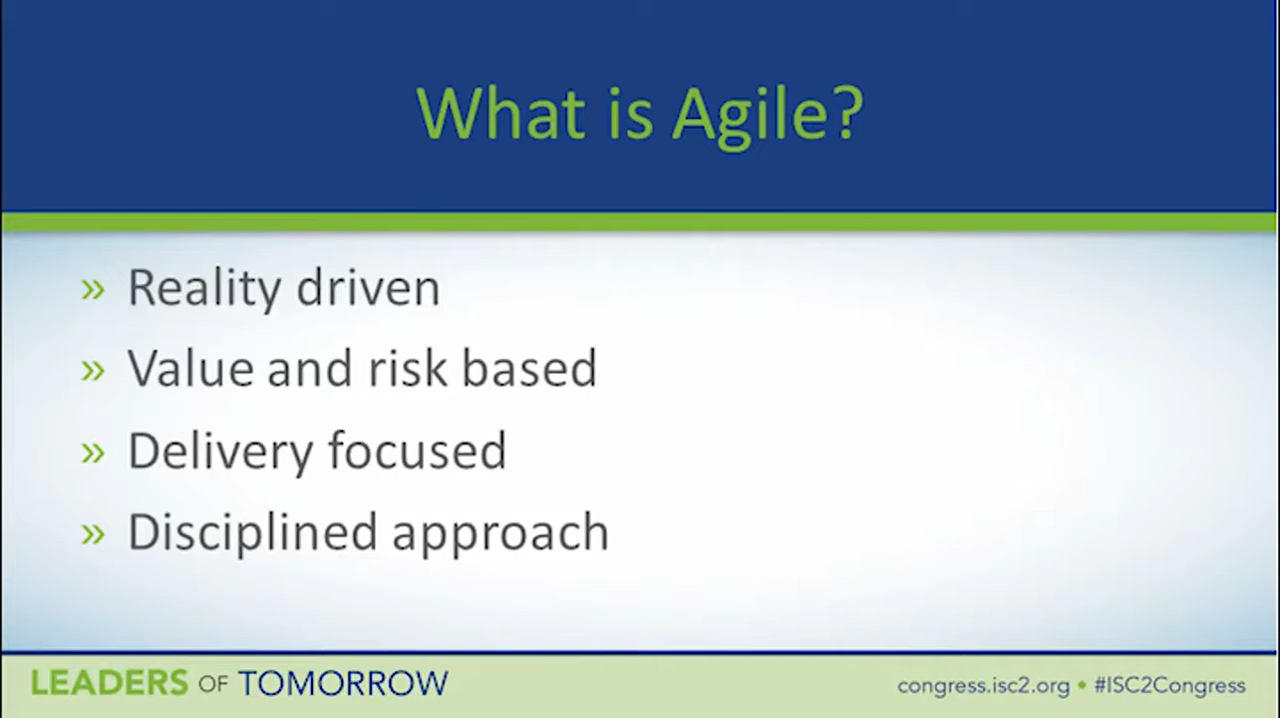 What is Agile?
» Reality driven
» Value and risk based
» Delivery focused
» Disciplined approach
LEADERS OF TOMORROW
congress.isc2.org • #ISC2Congress